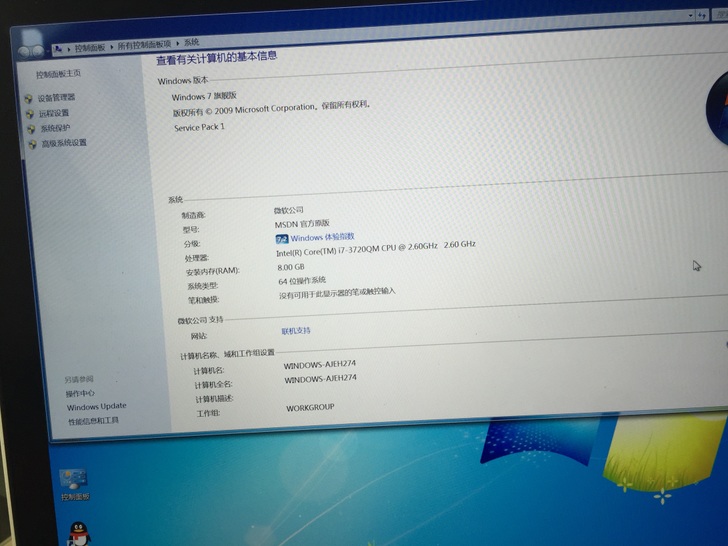 控制面板 ▸ 所有控制面板项 ▸ 系统
控制面板主页
设备管理器
远程设置
系统保护
高级系统设置
另请参阅
操作中心
Windows Update
性能信息和工具
查看有关计算机的基本信息
Windows 版本
Windows 7 旗舰版
版权所有 © 2009 Microsoft Corporation。保留所有权利。
Service Pack 1
系统
制造商: 微软公司
型号: MSDN 官方原版
分级: 7.2 Windows 体验指数
处理器: Intel(R) Core(TM) i7-3720QM CPU @ 2.60GHz 2.60 GHz
安装内存(RAM): 8.00 GB
系统类型: 64 位操作系统
笔和触摸: 没有可用于此显示器的笔或触控输入
微软公司 支持
网站: 联机支持
计算机名称、域和工作组设置
计算机名: WINDOWS-AJEH274
计算机全名: WINDOWS-AJEH274
计算机描述:
工作组: WORKGROUP
控制面板